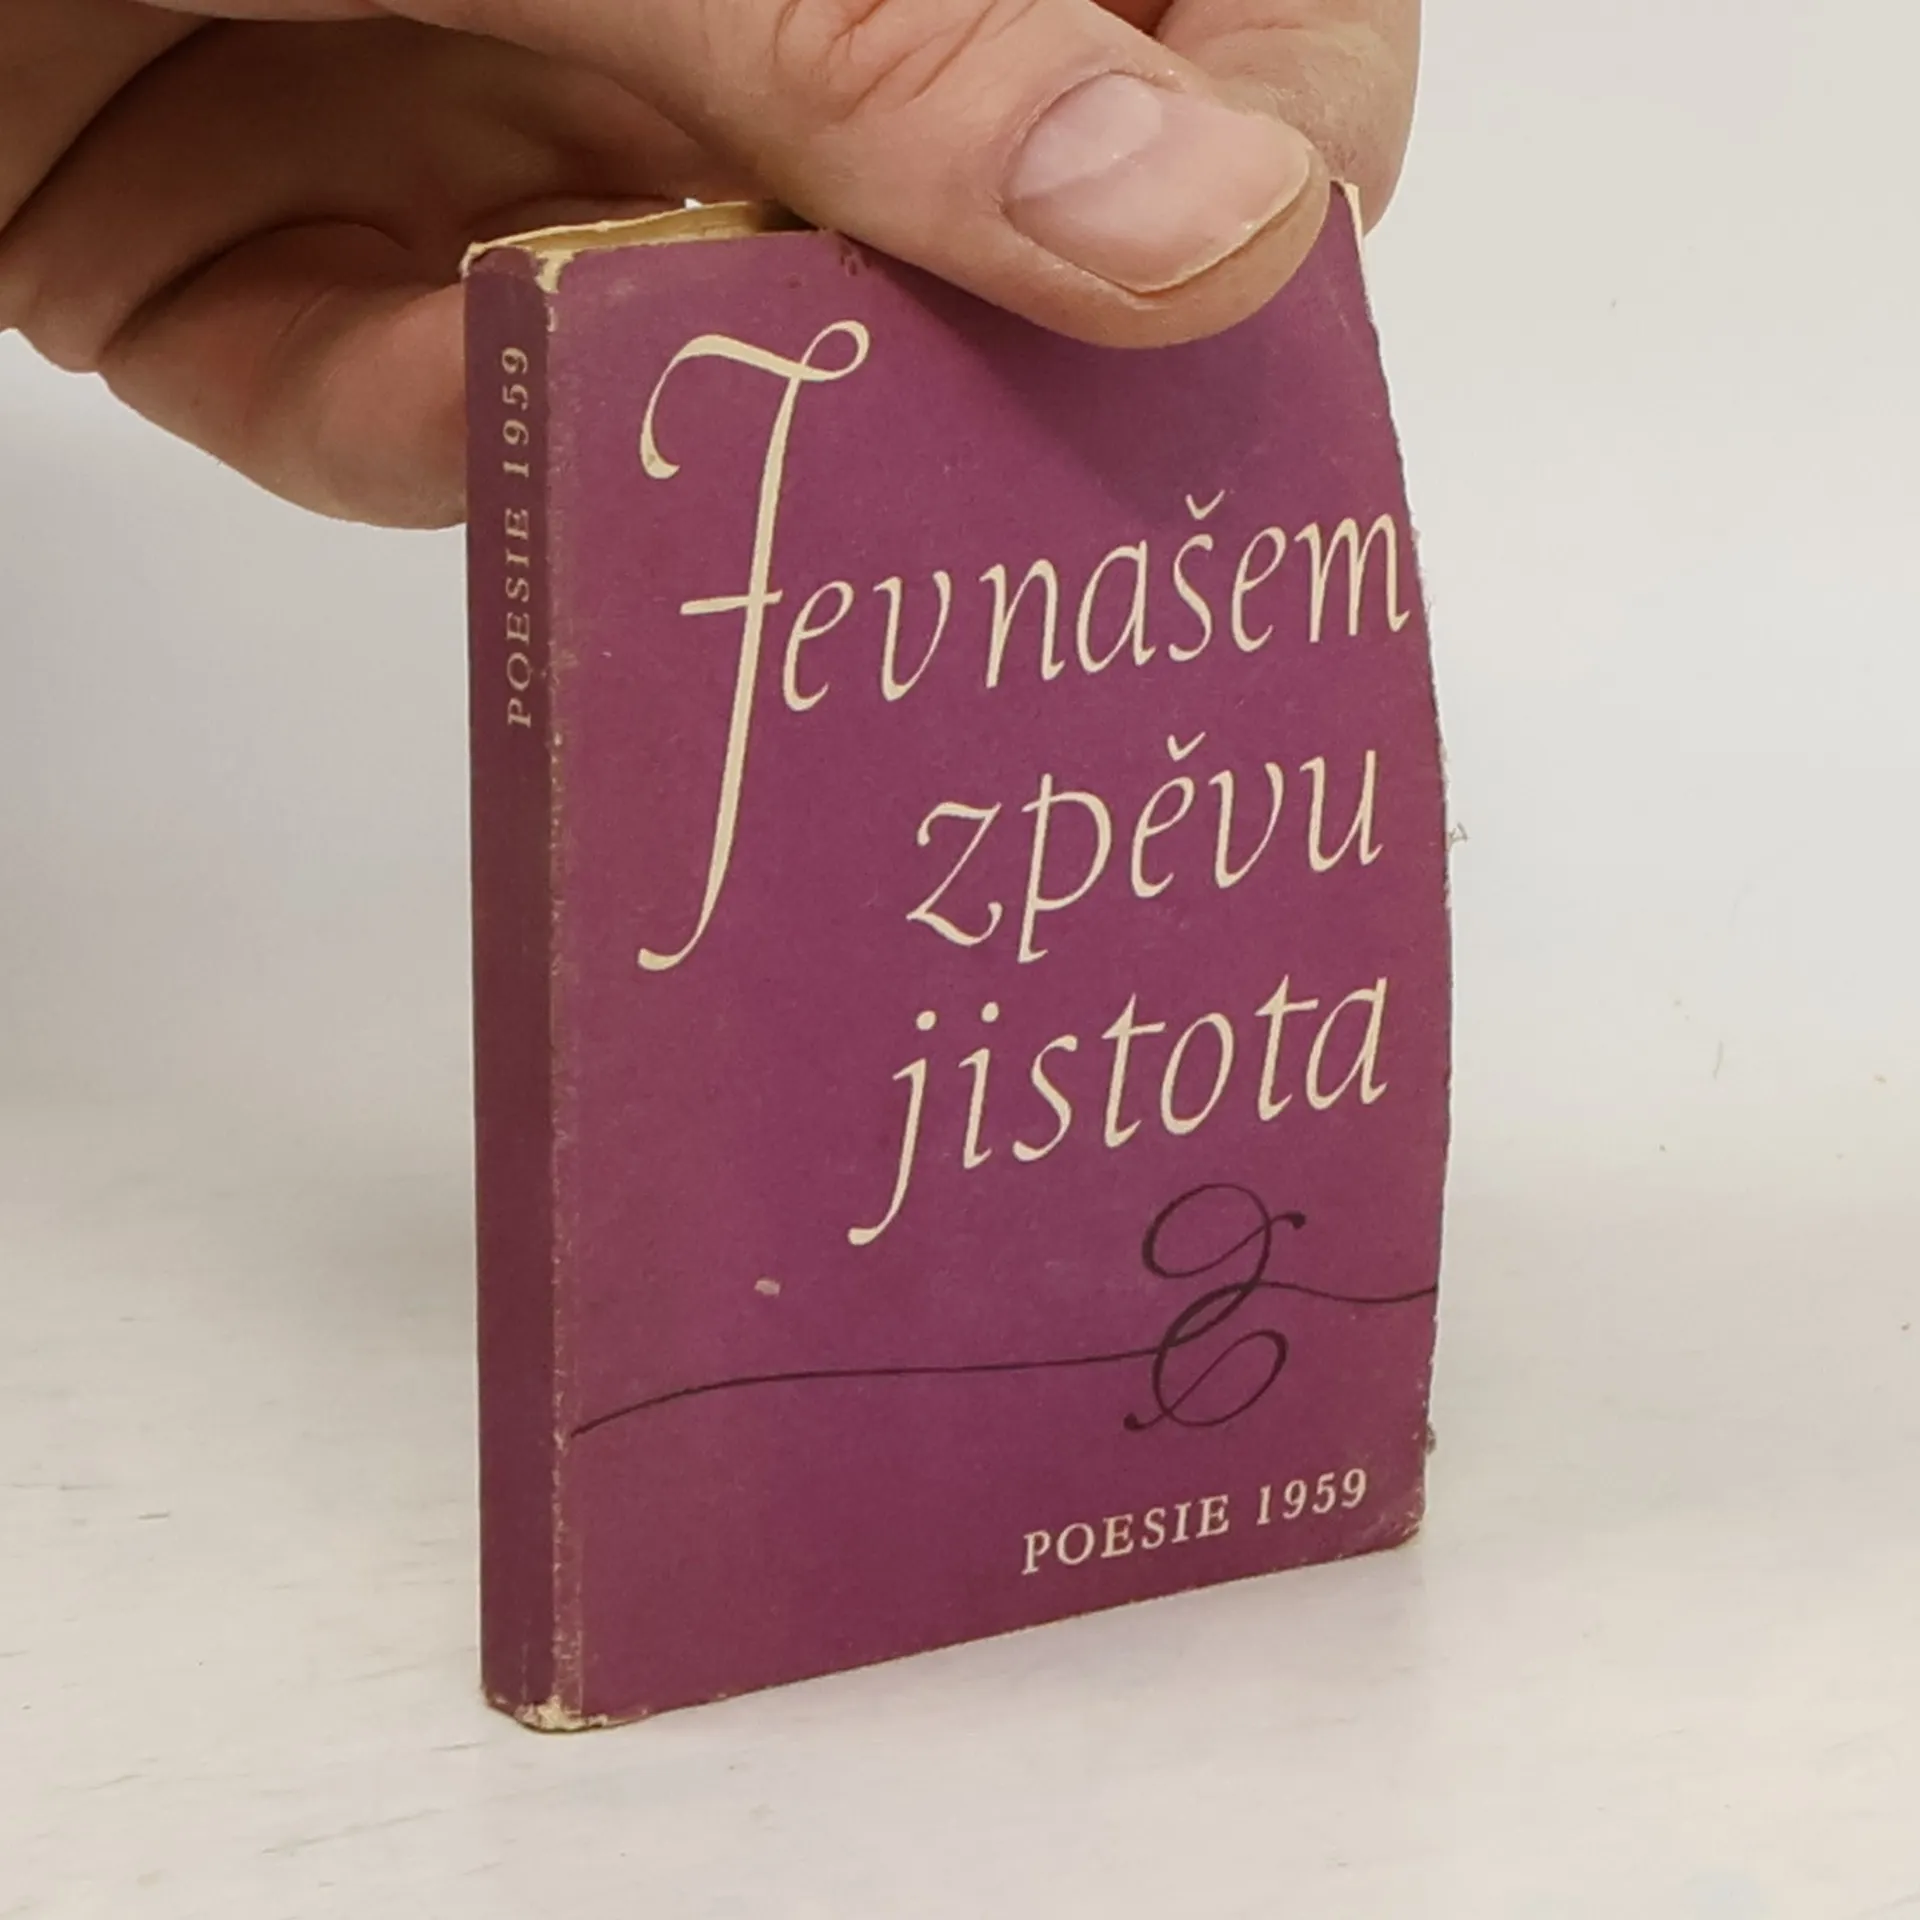 POESIE 1959
Je v našem
zpěvu
jistota
POESIE 1959